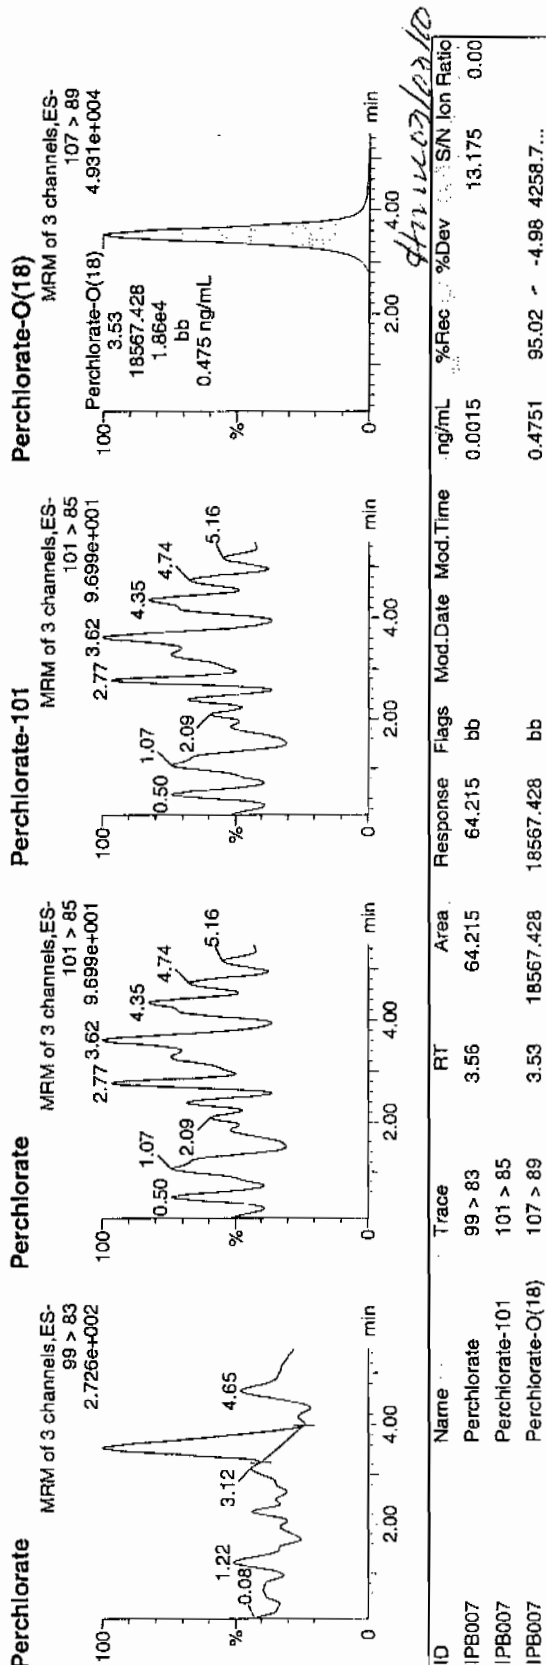 Perchlorate
MRM of 3 channels,ES-
99 > 83
2.726e+002
100
%
0
0.08
1.22
3.12
4.65
2.00
4.00
min
Perchlorate
MRM of 3 channels,ES-
101 > 85
9.699e+001
100
%
0
0.50
1.07
2.09
2.77
3.62
4.35
4.74
5.16
2.00
4.00
min
Perchlorate-101
MRM of 3 channels,ES-
101 > 85
9.699e+001
100
%
0
0.50
1.07
2.09
2.77
3.62
4.35
4.74
5.16
2.00
4.00
min
Perchlorate-O(18)
MRM of 3 channels,ES-
107 > 89
4.931e+004
100
%
0
Perchlorate-O(18)
3.53
18567.428
1.86e4
bb
0.475 ng/mL
2.00
4.00
min
ID Name Trace RT Area Response Flags Mod.Date Mod.Time ng/mL %Rec %Dev S/N Ion Ratio
IPB007 Perchlorate 99 > 83 3.56 64.215 64.215 bb 0.0015 13.175 0.00
IPB007 Perchlorate-101 101 > 85
IPB007 Perchlorate-O(18) 107 > 89 3.53 18567.428 18567.428 bb 0.4751 95.02 -4.98 4258.7...